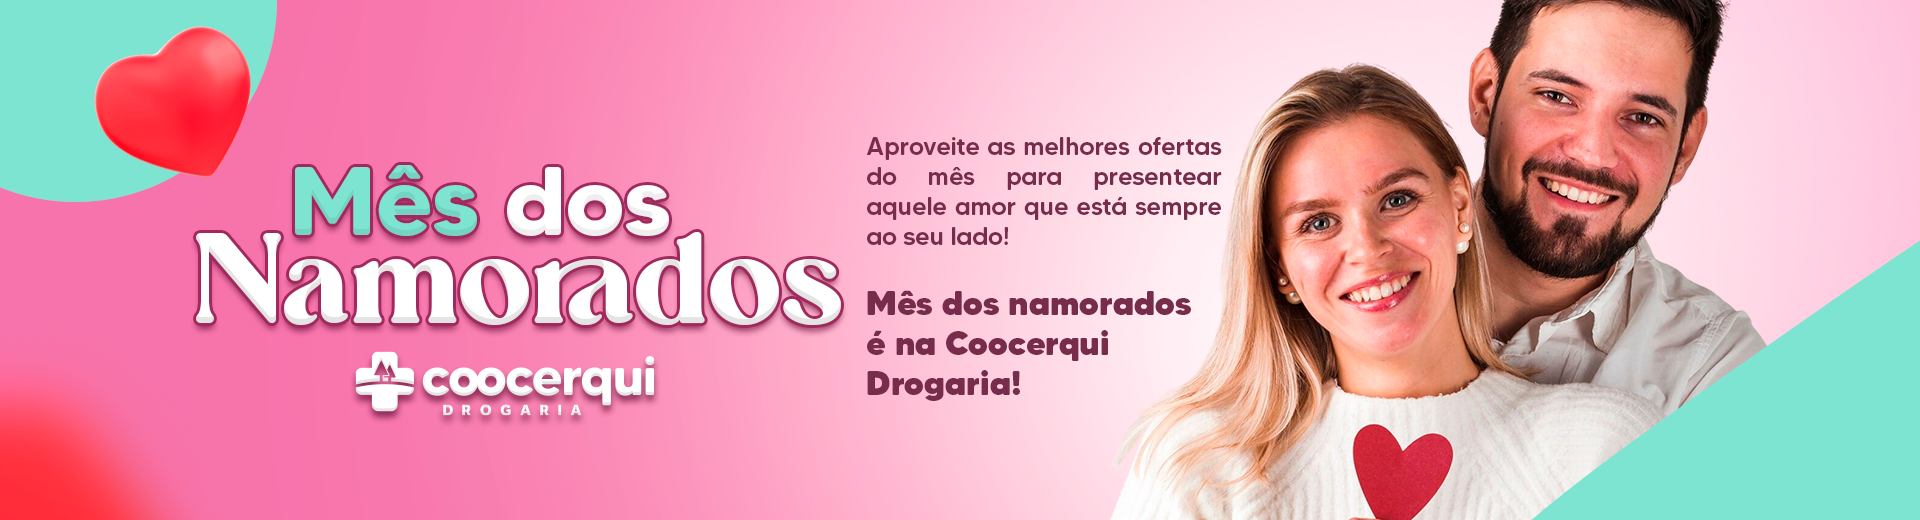 Mês dos
Namorados
coocerqui
DROGARIA
Aproveite as melhores ofertas
do mês para presentear
aquele amor que está sempre
ao seu lado!
Mês dos namorados
é na Coocerqui
Drogaria!